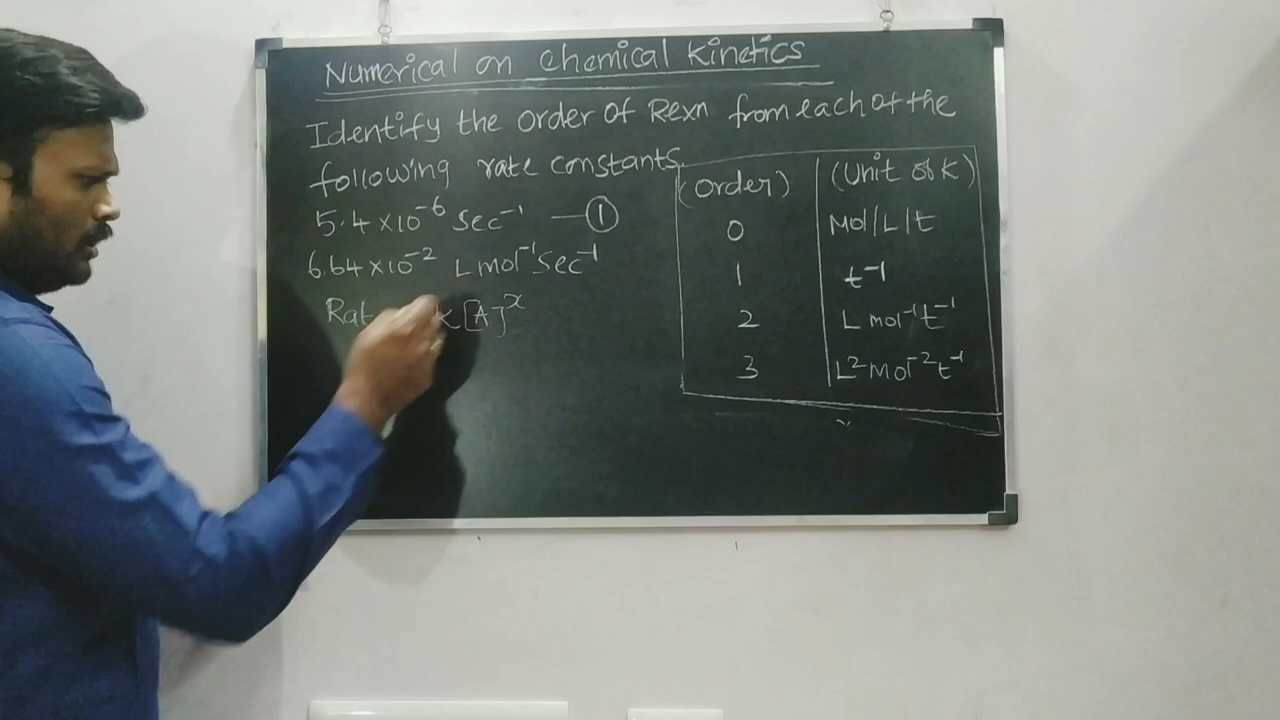 Numerical on Chemical Kinetics
Identify the order of Rexn from each of the
following rate constants.
5.4 × 10⁻⁶ Sec⁻¹ — ①
6.64 × 10⁻² L mol⁻¹ Sec⁻¹
Rat K [A]ˣ
(Order) (Unit of K)
0 Mol/L/t
1 t⁻¹
2 L mol⁻¹ t⁻¹
3 L² Mol⁻² t⁻¹